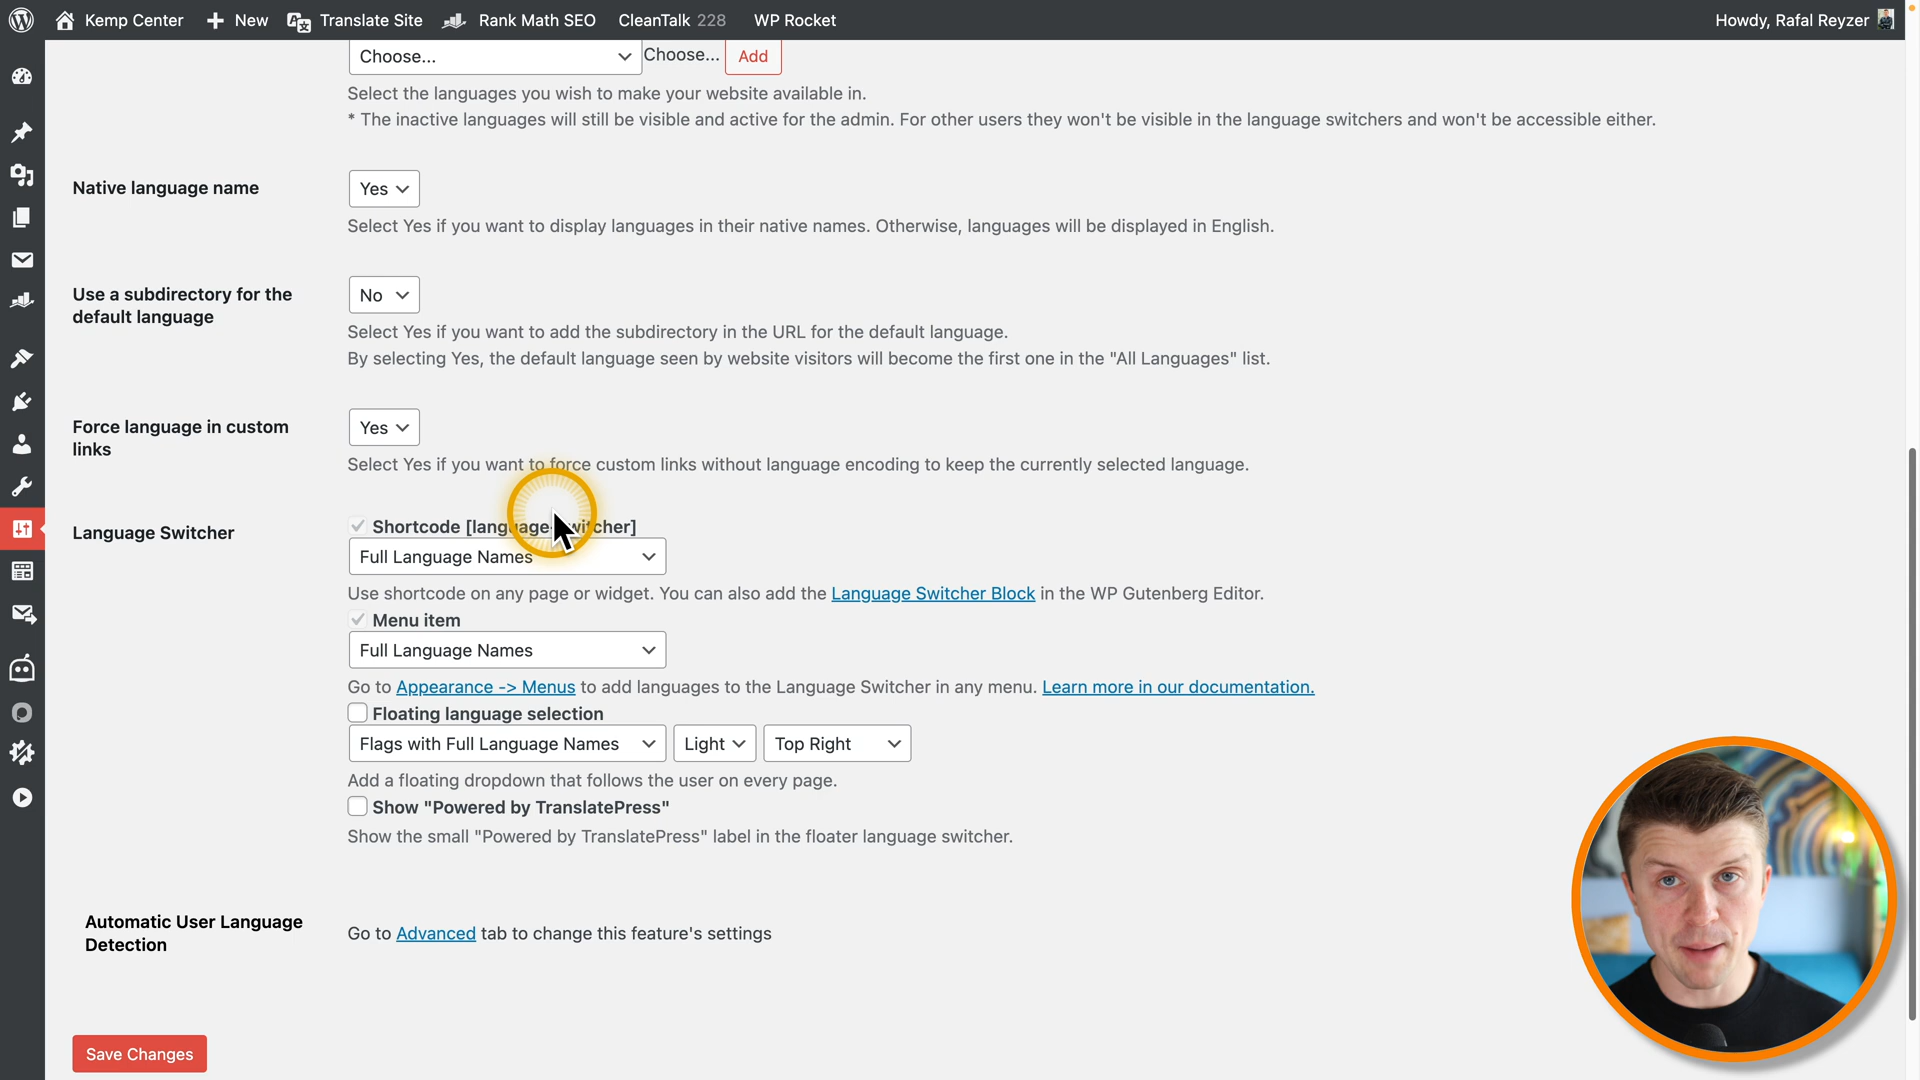 Kemp Center
New
Translate Site
Rank Math SEO
CleanTalk 228
WP Rocket
Howdy, Rafal Reyzer
Choose...
Choose...
Add
Select the languages you wish to make your website available in.
* The inactive languages will still be visible and active for the admin. For other users they won't be visible in the language switchers and won't be accessible either.
Native language name
Yes
Select Yes if you want to display languages in their native names. Otherwise, languages will be displayed in English.
Use a subdirectory for the
default language
No
Select Yes if you want to add the subdirectory in the URL for the default language.
By selecting Yes, the default language seen by website visitors will become the first one in the "All Languages" list.
Force language in custom
links
Yes
Select Yes if you want to force custom links without language encoding to keep the currently selected language.
Language Switcher
Shortcode [language-switcher]
Full Language Names
Use shortcode on any page or widget. You can also add the Language Switcher Block in the WP Gutenberg Editor.
Menu item
Full Language Names
Go to Appearance -> Menus to add languages to the Language Switcher in any menu. Learn more in our documentation.
Floating language selection
Flags with Full Language Names
Light
Top Right
Add a floating dropdown that follows the user on every page.
Show "Powered by TranslatePress"
Show the small "Powered by TranslatePress" label in the floater language switcher.
Automatic User Language
Detection
Go to Advanced tab to change this feature's settings
Save Changes